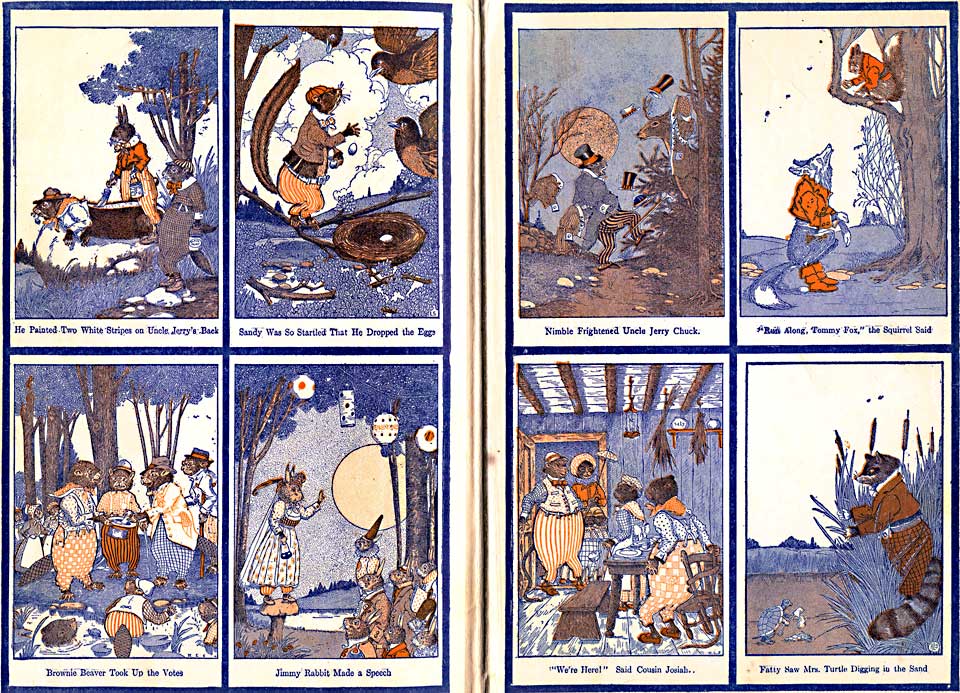 He Painted Two White Stripes on Uncle Jerry's Back
Sandy Was So Startled That He Dropped the Eggs
Nimble Frightened Uncle Jerry Chuck.
"Run Along, Tommy Fox," the Squirrel Said
Brownie Beaver Took Up the Votes
Jimmy Rabbit Made a Speech
"We're Here!" Said Cousin Josiah.
Fatty Saw Mrs. Turtle Digging in the Sand